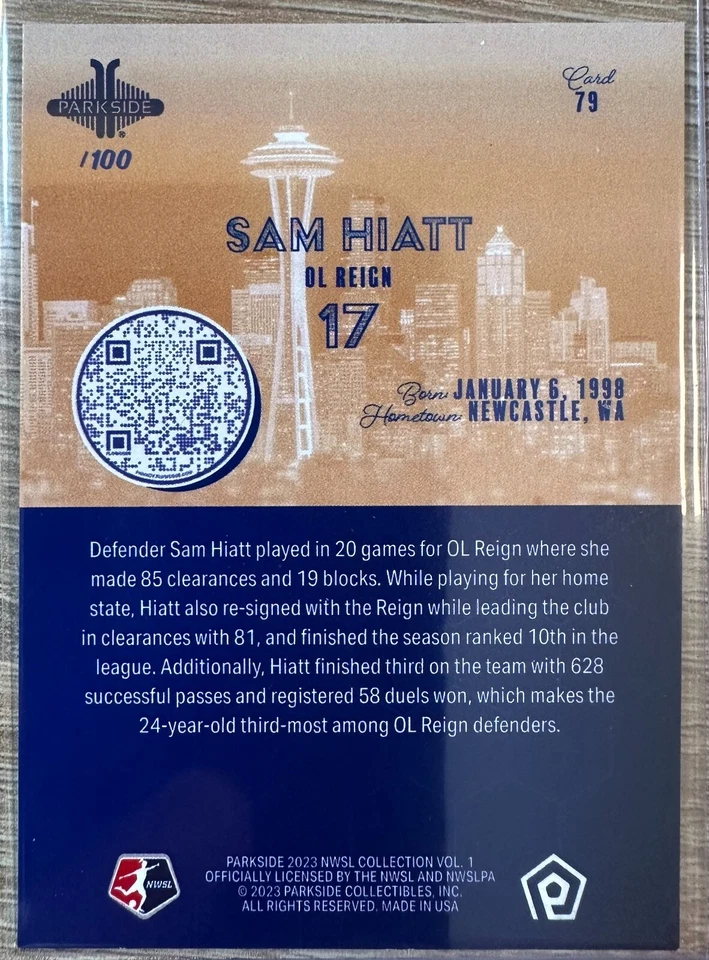 PARKSIDE
/100
Card
79
SAM HIATT
OL REIGN
17
Born: JANUARY 6, 1998
Hometown: NEWCASTLE, WA
Defender Sam Hiatt played in 20 games for OL Reign where she
made 85 clearances and 19 blocks. While playing for her home
state, Hiatt also re-signed with the Reign while leading the club
in clearances with 81, and finished the season ranked 10th in the
league. Additionally, Hiatt finished third on the team with 628
successful passes and registered 58 duels won, which makes the
24-year-old third-most among OL Reign defenders.
NWSL
PARKSIDE 2023 NWSL COLLECTION VOL. 1
OFFICIALLY LICENSED BY THE NWSL AND NWSLPA
© 2023 PARKSIDE COLLECTIBLES, INC.
ALL RIGHTS RESERVED. MADE IN USA